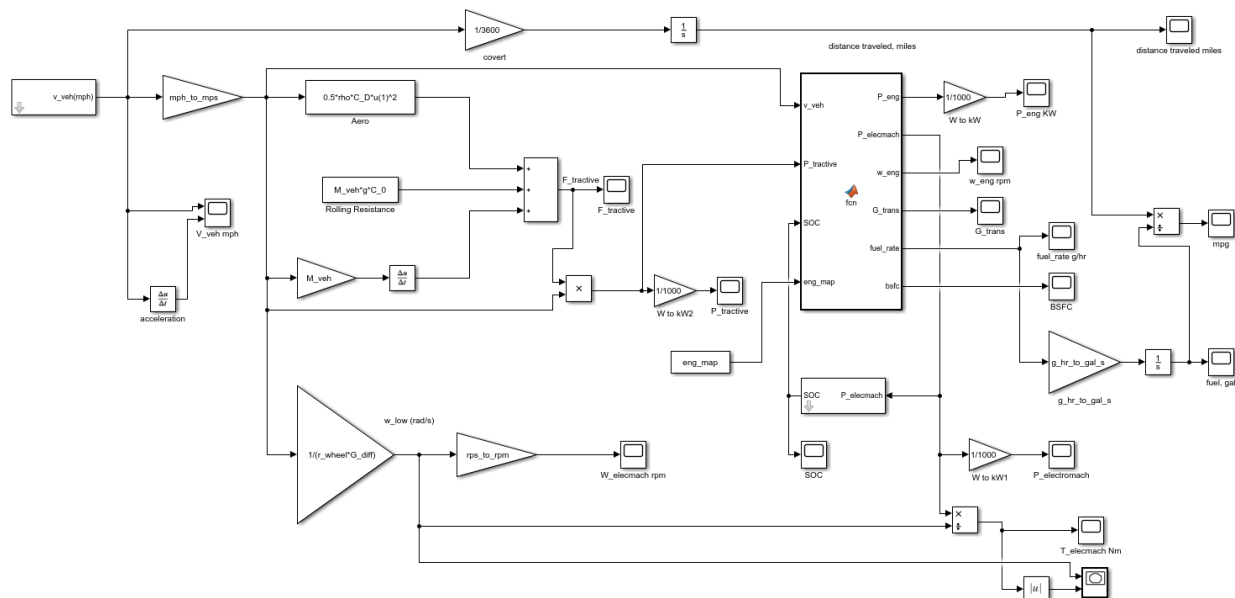 1/3600
covert
1
s
distance traveled, miles
distance traveled miles
v_veh(mph)
mph_to_mps
0.5*rho*C_D*u(1)^2
Aero
v_veh
P_tractive
SOC
eng_map
fcn
P_eng
P_elecmach
w_eng
G_trans
fuel_rate
bsfc
1/1000
W to kW
P_eng KW
w_eng rpm
G_trans
fuel_rate g/hr
BSFC
×
÷
mpg
M_veh*g*C_0
Rolling Resistance
+
+
+
F_tractive
F_tractive
V_veh mph
Δu
Δt
acceleration
M_veh
Δu
Δt
×
1/1000
W to kW2
P_tractive
eng_map
g_hr_to_gal_s
g_hr_to_gal_s
1
s
fuel, gal
SOC
P_elecmach
SOC
w_low (rad/s)
1/(r_wheel*G_diff)
rps_to_rpm
W_elecmach rpm
1/1000
W to kW1
P_electromach
×
÷
T_elecmach Nm
|u|